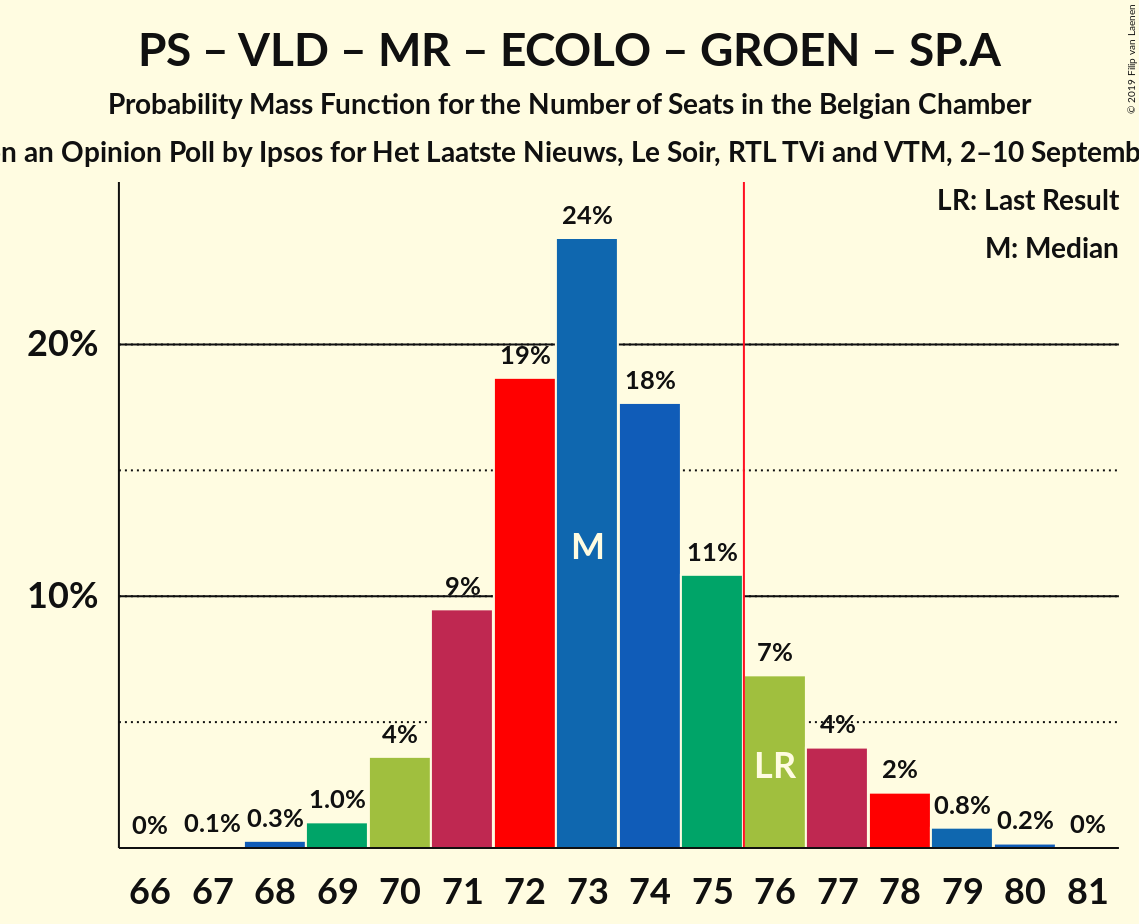 PS – VLD – MR – ECOLO – GROEN – SP.A
Probability Mass Function for the Number of Seats in the Belgian Chamber
an Opinion Poll by Ipsos for Het Laatste Nieuws, Le Soir, RTL TVi and VTM, 2–10
© 2019 Filip van Laenen
LR: Last Result
M: Median
20%
10%
0% 0.1% 0.3% 1.0% 4% 9% 19% 24% 18% 11% 7% 4% 2% 0.8% 0.2% 0%
M
LR
66 67 68 69 70 71 72 73 74 75 76 77 78 79 80 81